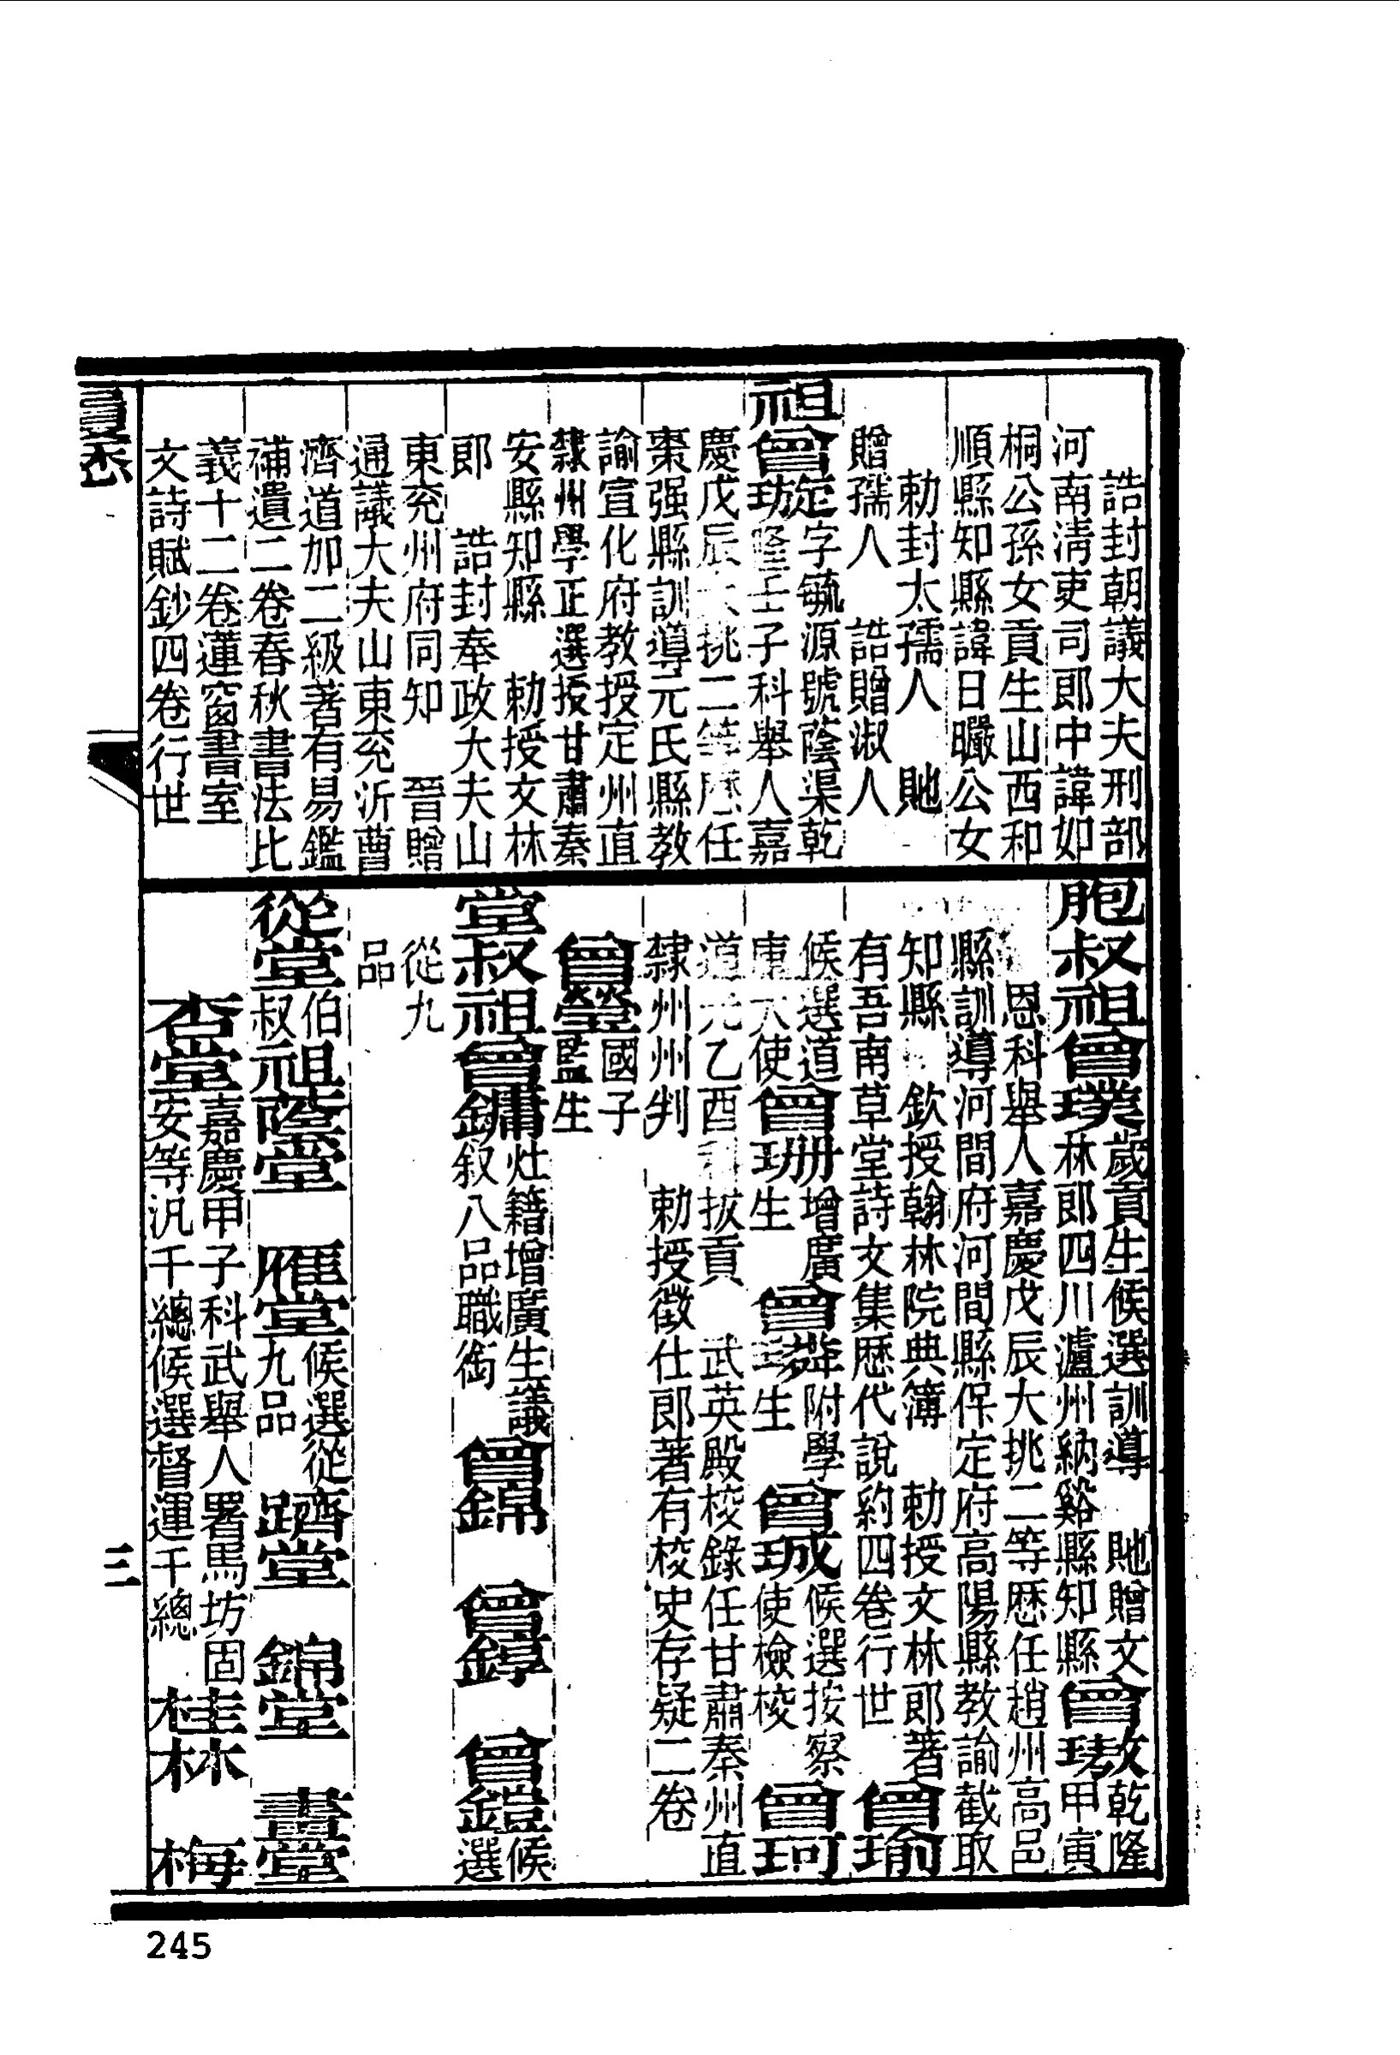 誥封朝議大夫刑部
河南清吏司郎中諱如
桐公孫女貢生山西和
順縣知縣諱日曮公女
勅封太孺人　貤
贈孺人　誥贈淑人
祖曾琁字毓源號蔭渠乾
隆壬子科舉人嘉
慶戊辰大挑二等歷任
棗强縣訓導元氏縣教
諭宣化府教授定州直
隸州學正選授甘肅秦
安縣知縣　勅授文林
郎　誥封奉政大夫山
東兖州府同知　晉贈
通議大夫山東兖沂曹
濟道加二級著有易鑑
補遺二卷春秋書法比
義十二卷蓮窗書室
文詩賦鈔四卷行世
胞叔祖曾璞歲貢生候選訓導　貤贈文
林郎四川瀘州納谿縣知縣
曾璈乾隆甲寅
恩科舉人嘉慶戊辰大挑二等歷任趙州高邑
縣訓導河間府河間縣保定府高陽縣教諭截取
知縣　欽授翰林院典簿　勅授文林郎著
有吾南草堂詩文集歷代說約四卷行世
曾瑜
候選道
庫大使
曾珊增廣生
附學生
曾珹候選按察使檢校
曾珂
道光乙酉科拔貢　武英殿校錄任甘肅秦州直
隸州州判　勅授徵仕郎著有校史存疑二卷
曾瑩國子監生
堂叔祖曾鏞灶籍增廣生議叙八品職銜
曾錦　曾錞　曾鎧候選
從九
品
從堂伯叔祖蔭堂　雁堂候選從九品　躋堂　錦堂　畫堂
杏堂嘉慶甲子科武舉人署馬坊固安等汛千總候選督運千總
桂林　梅
履歷
三
245